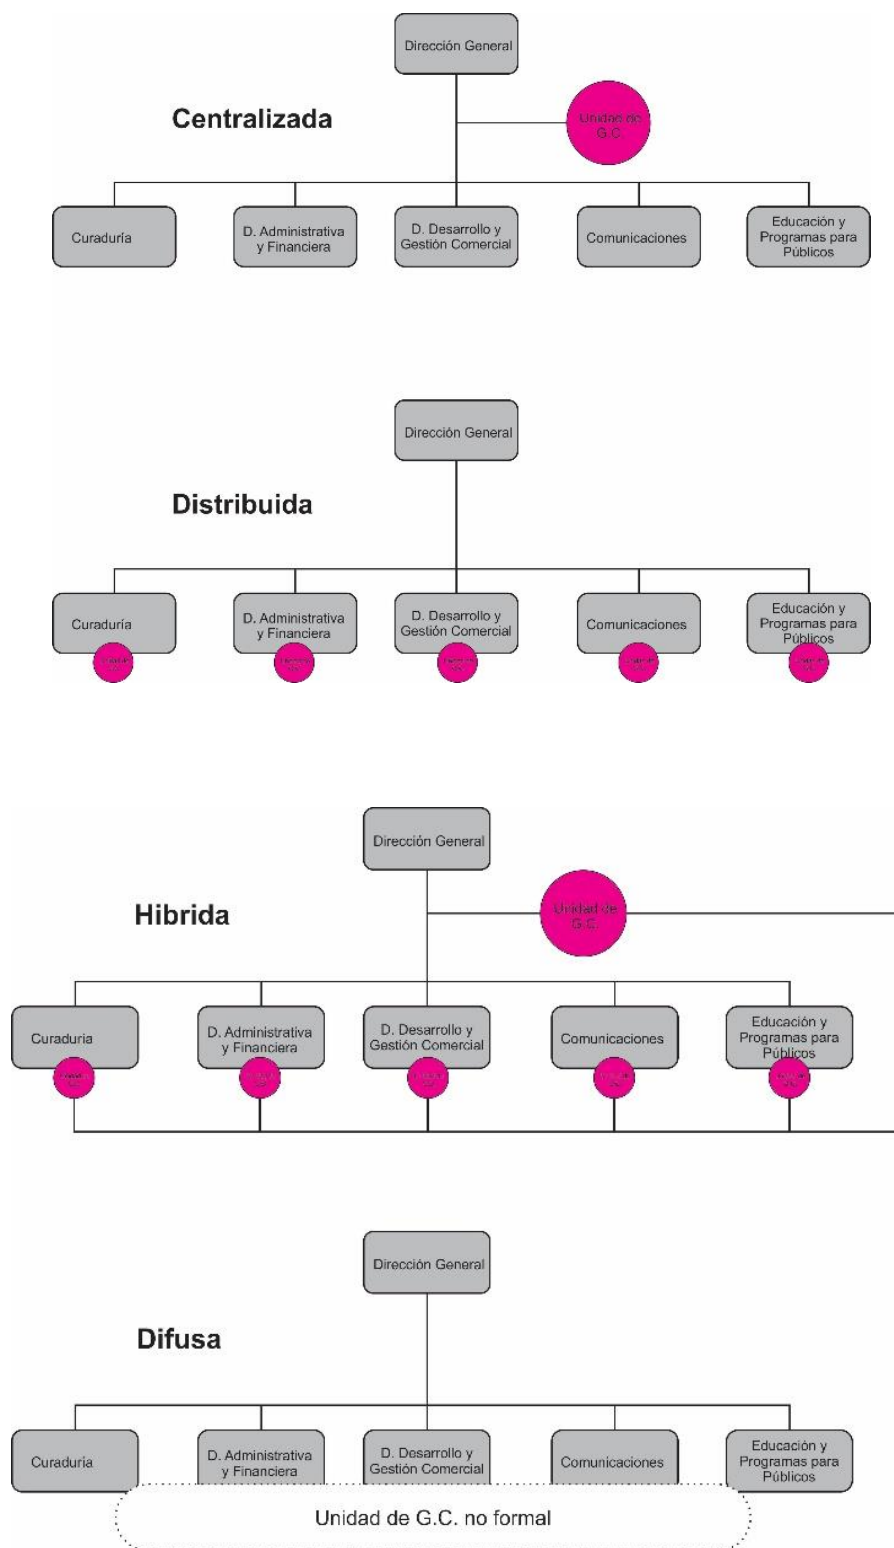 Dirección General
Centralizada
Unidad de
G.C.
Curaduría
D. Administrativa
y Financiera
D. Desarrollo y
Gestión Comercial
Comunicaciones
Educación y
Programas para
Públicos
Dirección General
Distribuida
Curaduría
D. Administrativa
y Financiera
D. Desarrollo y
Gestión Comercial
Comunicaciones
Educación y
Programas para
Públicos
Dirección General
Hibrida
Unidad de
G.C.
Curaduría
D. Administrativa
y Financiera
D. Desarrollo y
Gestión Comercial
Comunicaciones
Educación y
Programas para
Públicos
Dirección General
Difusa
Curaduría
D. Administrativa
y Financiera
D. Desarrollo y
Gestión Comercial
Comunicaciones
Educación y
Programas para
Públicos
Unidad de G.C. no formal